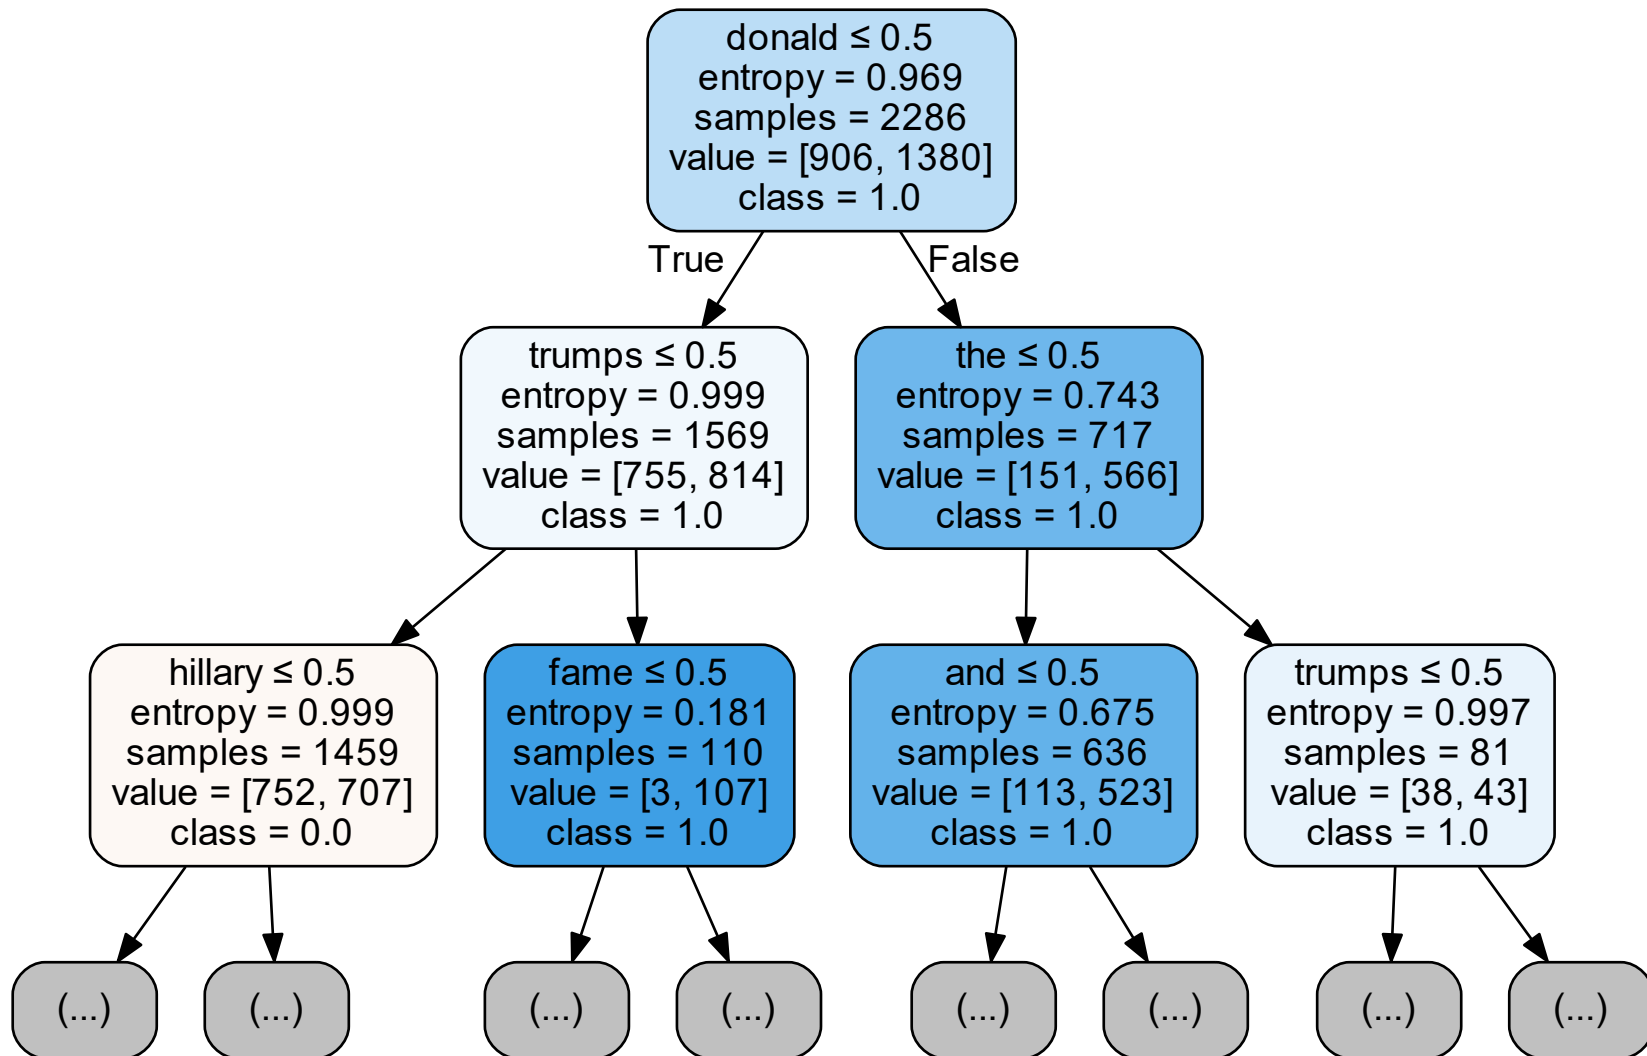 donald ≤ 0.5
entropy = 0.969
samples = 2286
value = [906, 1380]
class = 1.0
True
False
trumps ≤ 0.5
entropy = 0.999
samples = 1569
value = [755, 814]
class = 1.0
the ≤ 0.5
entropy = 0.743
samples = 717
value = [151, 566]
class = 1.0
hillary ≤ 0.5
entropy = 0.999
samples = 1459
value = [752, 707]
class = 0.0
fame ≤ 0.5
entropy = 0.181
samples = 110
value = [3, 107]
class = 1.0
and ≤ 0.5
entropy = 0.675
samples = 636
value = [113, 523]
class = 1.0
trumps ≤ 0.5
entropy = 0.997
samples = 81
value = [38, 43]
class = 1.0
(...)
(...)
(...)
(...)
(...)
(...)
(...)
(...)